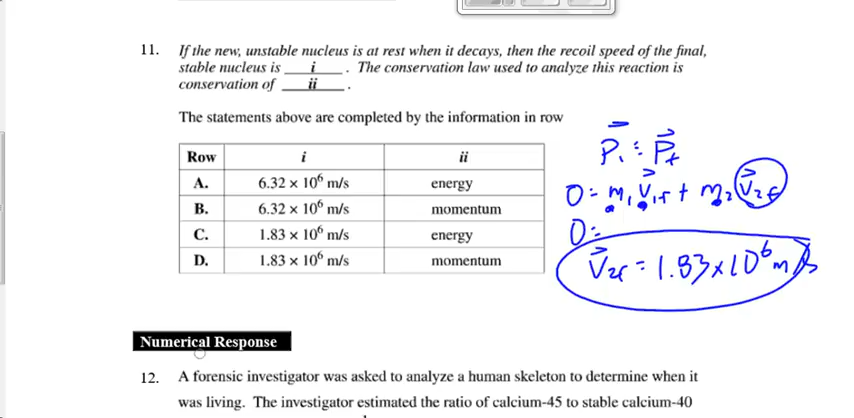 11. If the new, unstable nucleus is at rest when it decays, then the recoil speed of the final,
stable nucleus is ___i___. The conservation law used to analyze this reaction is
conservation of ___ii___.
The statements above are completed by the information in row
Row i ii
A. 6.32 × 10⁶ m/s energy
B. 6.32 × 10⁶ m/s momentum
C. 1.83 × 10⁶ m/s energy
D. 1.83 × 10⁶ m/s momentum
P⃗ᵢ = P⃗f
0 = m₁V⃗₁f + m₂V⃗₂f
0 =
V⃗₂f = 1.83 × 10⁶ m/s
Numerical Response
12. A forensic investigator was asked to analyze a human skeleton to determine when it
was living. The investigator estimated the ratio of calcium-45 to stable calcium-40